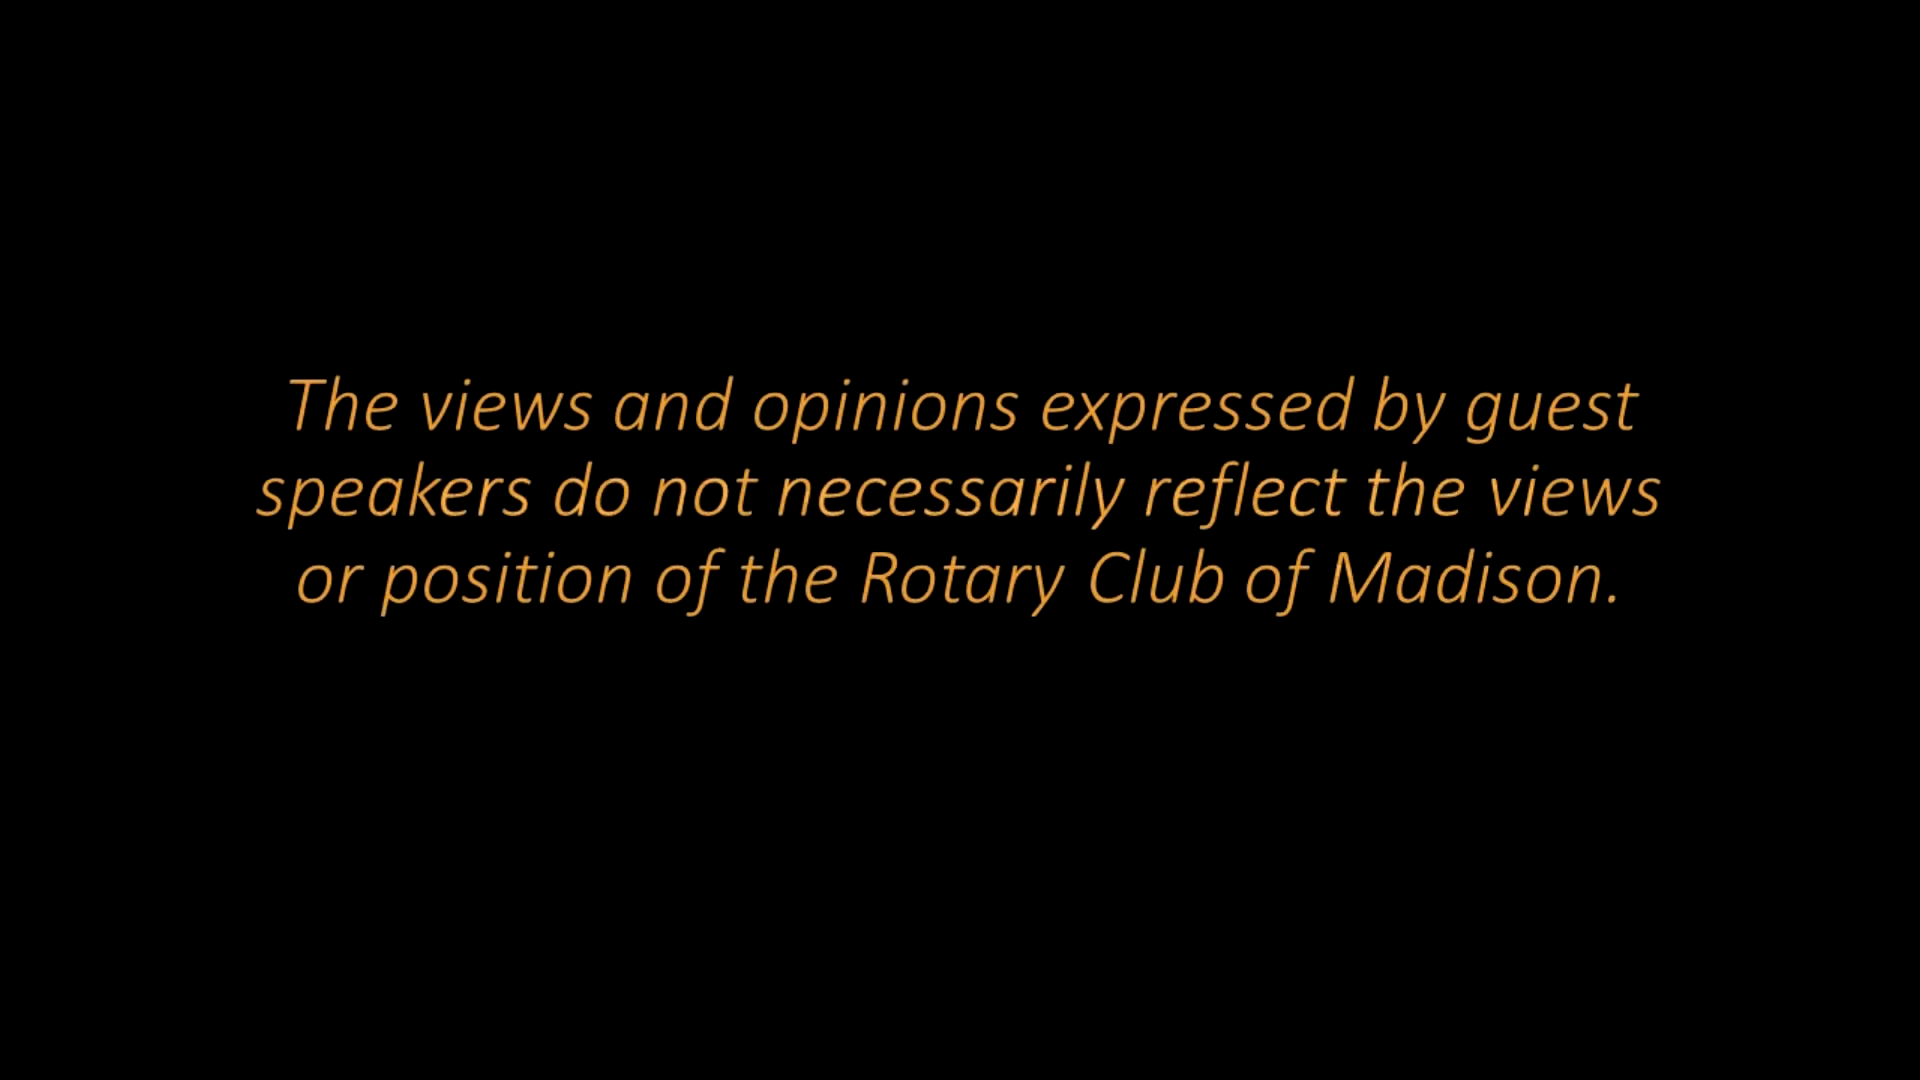 The views and opinions expressed by guest
speakers do not necessarily reflect the views
or position of the Rotary Club of Madison.